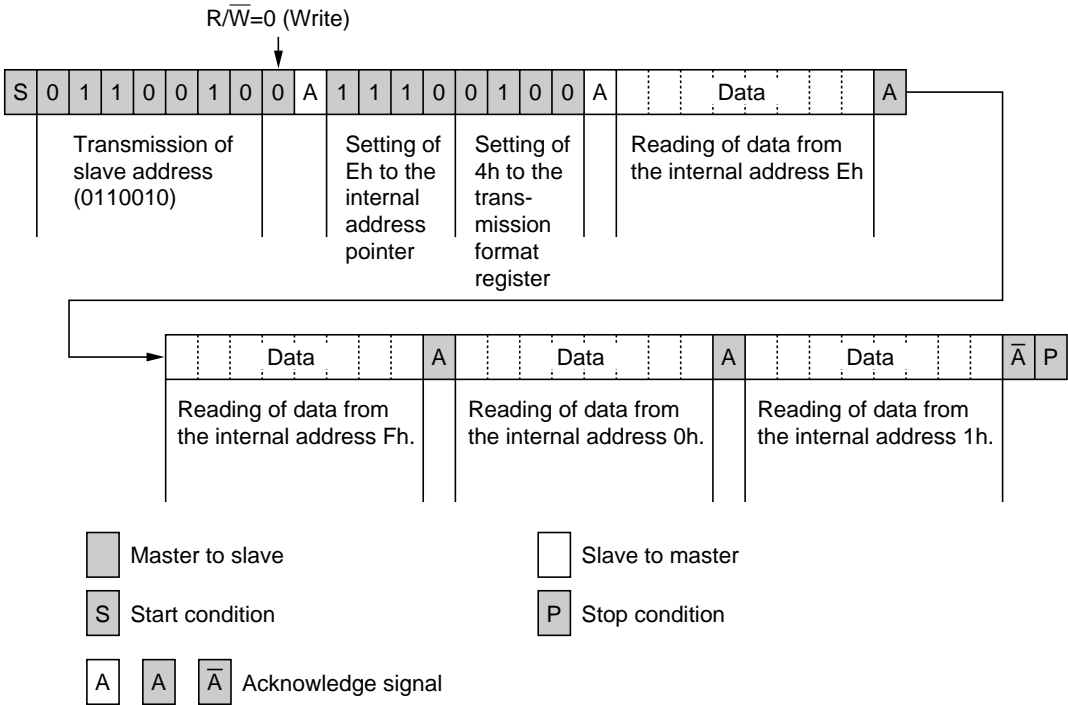 R/W̅=0 (Write)
S 0 1 1 0 0 1 0 0 A 1 1 1 0 0 1 0 0 A Data A
Transmission of
slave address
(0110010)
Setting of
Eh to the
internal
address
pointer
Setting of
4h to the
trans-
mission
format
register
Reading of data from
the internal address Eh
Data A Data A Data A̅ P
Reading of data from
the internal address Fh.
Reading of data from
the internal address 0h.
Reading of data from
the internal address 1h.
Master to slave
Slave to master
S Start condition
P Stop condition
A A A̅ Acknowledge signal